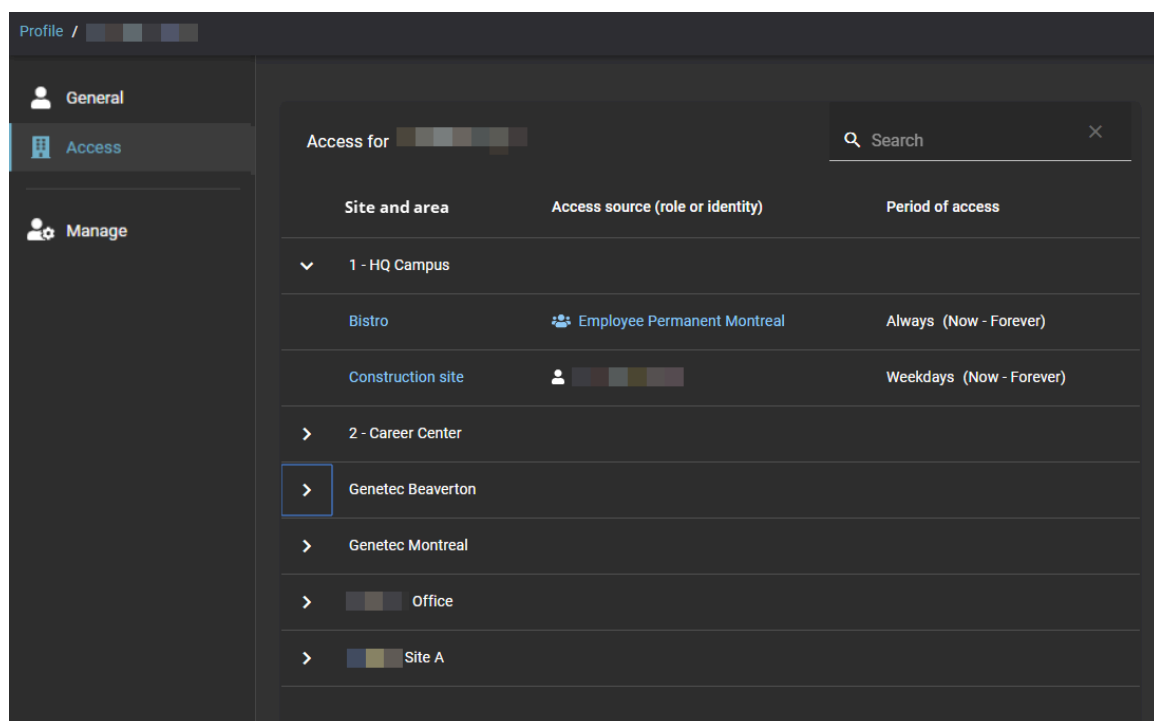 Profile /
General
Access
Manage
Access for
Search
Site and area Access source (role or identity) Period of access
1 - HQ Campus
Bistro Employee Permanent Montreal Always (Now - Forever)
Construction site Weekdays (Now - Forever)
2 - Career Center
Genetec Beaverton
Genetec Montreal
Office
Site A